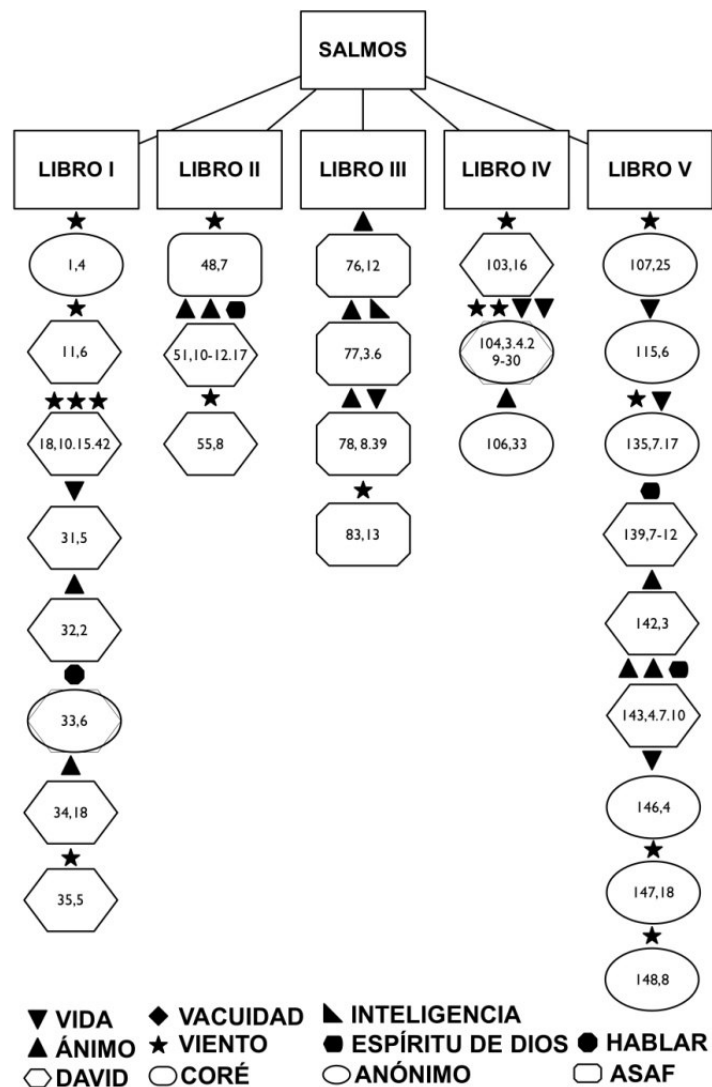 SALMOS
LIBRO I
LIBRO II
LIBRO III
LIBRO IV
LIBRO V
1,4
11,6
18,10.15.42
31,5
32,2
33,6
34,18
35,5
48,7
51,10-12.17
55,8
76,12
77,3.6
78, 8.39
83,13
103,16
104,3.4.2
9-30
106,33
107,25
115,6
135,7.17
139,7-12
142,3
143,4.7.10
146,4
147,18
148,8
VIDA
VACUIDAD
INTELIGENCIA
ÁNIMO
VIENTO
ESPÍRITU DE DIOS
HABLAR
DAVID
CORÉ
ANÓNIMO
ASAF